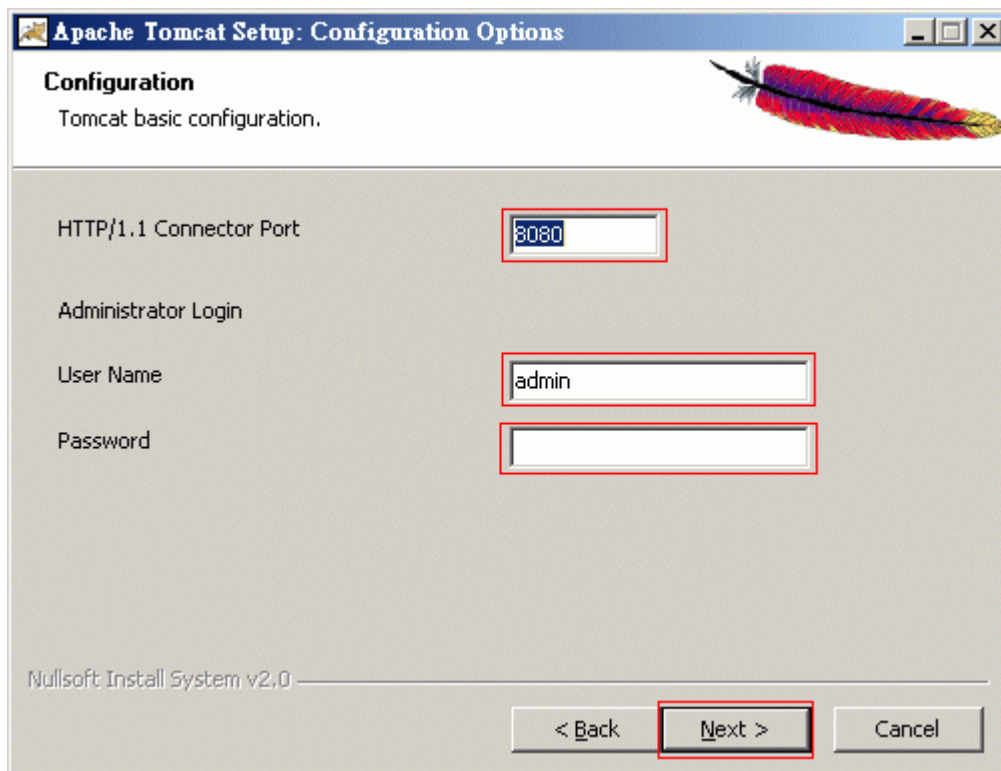 Apache Tomcat Setup: Configuration Options
Configuration
Tomcat basic configuration.
HTTP/1.1 Connector Port
8080
Administrator Login
User Name
admin
Password
Nullsoft Install System v2.0
< Back
Next >
Cancel